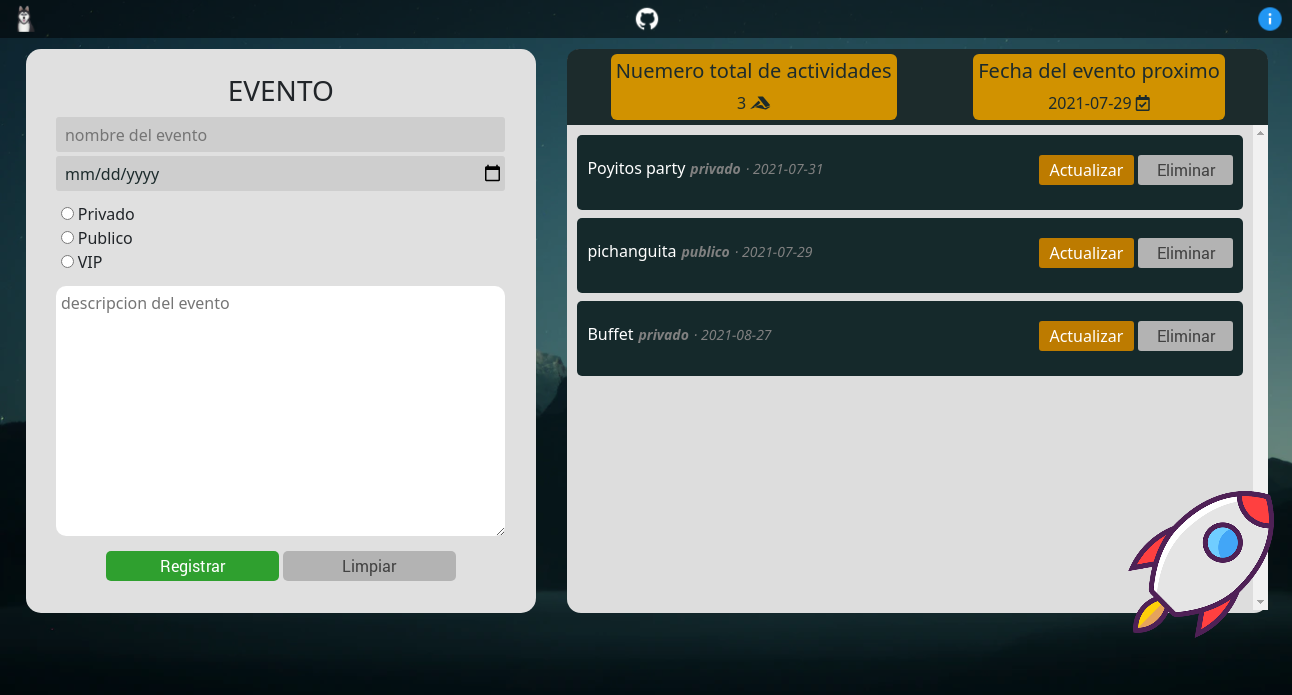 EVENTO
nombre del evento
mm/dd/yyyy
Privado
Publico
VIP
descripcion del evento
Registrar Limpiar
Nuemero total de actividades
3
Fecha del evento proximo
2021-07-29
Poyitos party privado · 2021-07-31 Actualizar Eliminar
pichanguita publico · 2021-07-29 Actualizar Eliminar
Buffet privado · 2021-08-27 Actualizar Eliminar